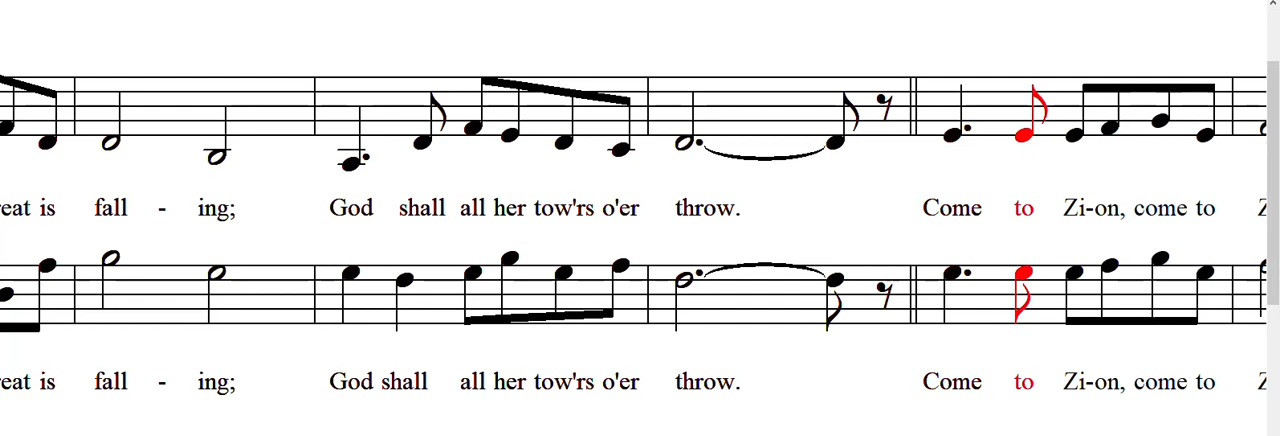 eat is fall - ing; God shall all her tow'rs o'er throw. Come to Zi-on, come to Z
eat is fall - ing; God shall all her tow'rs o'er throw. Come to Zi-on, come to Z